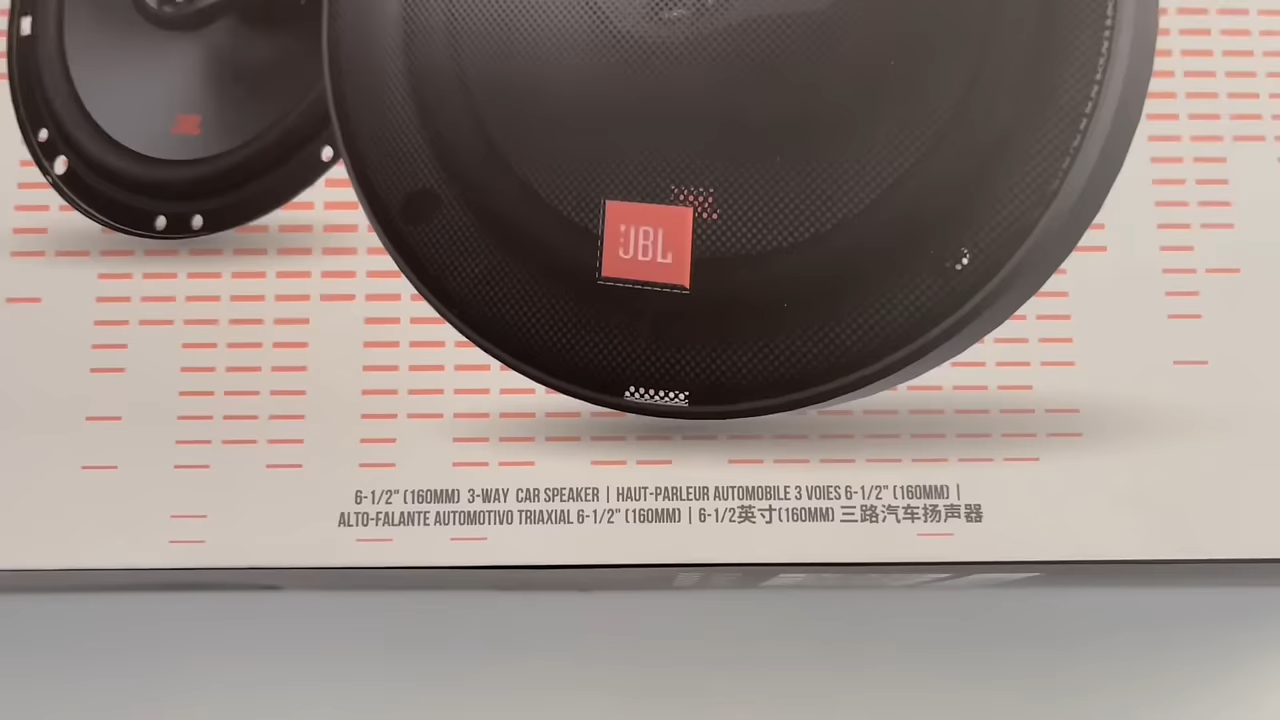 JBL
6-1/2" (160MM) 3-WAY CAR SPEAKER | HAUT-PARLEUR AUTOMOBILE 3 VOIES 6-1/2" (160MM) |
ALTO-FALANTE AUTOMOTIVO TRIAXIAL 6-1/2" (160MM) | 6-1/2英寸(160MM) 三路汽车扬声器